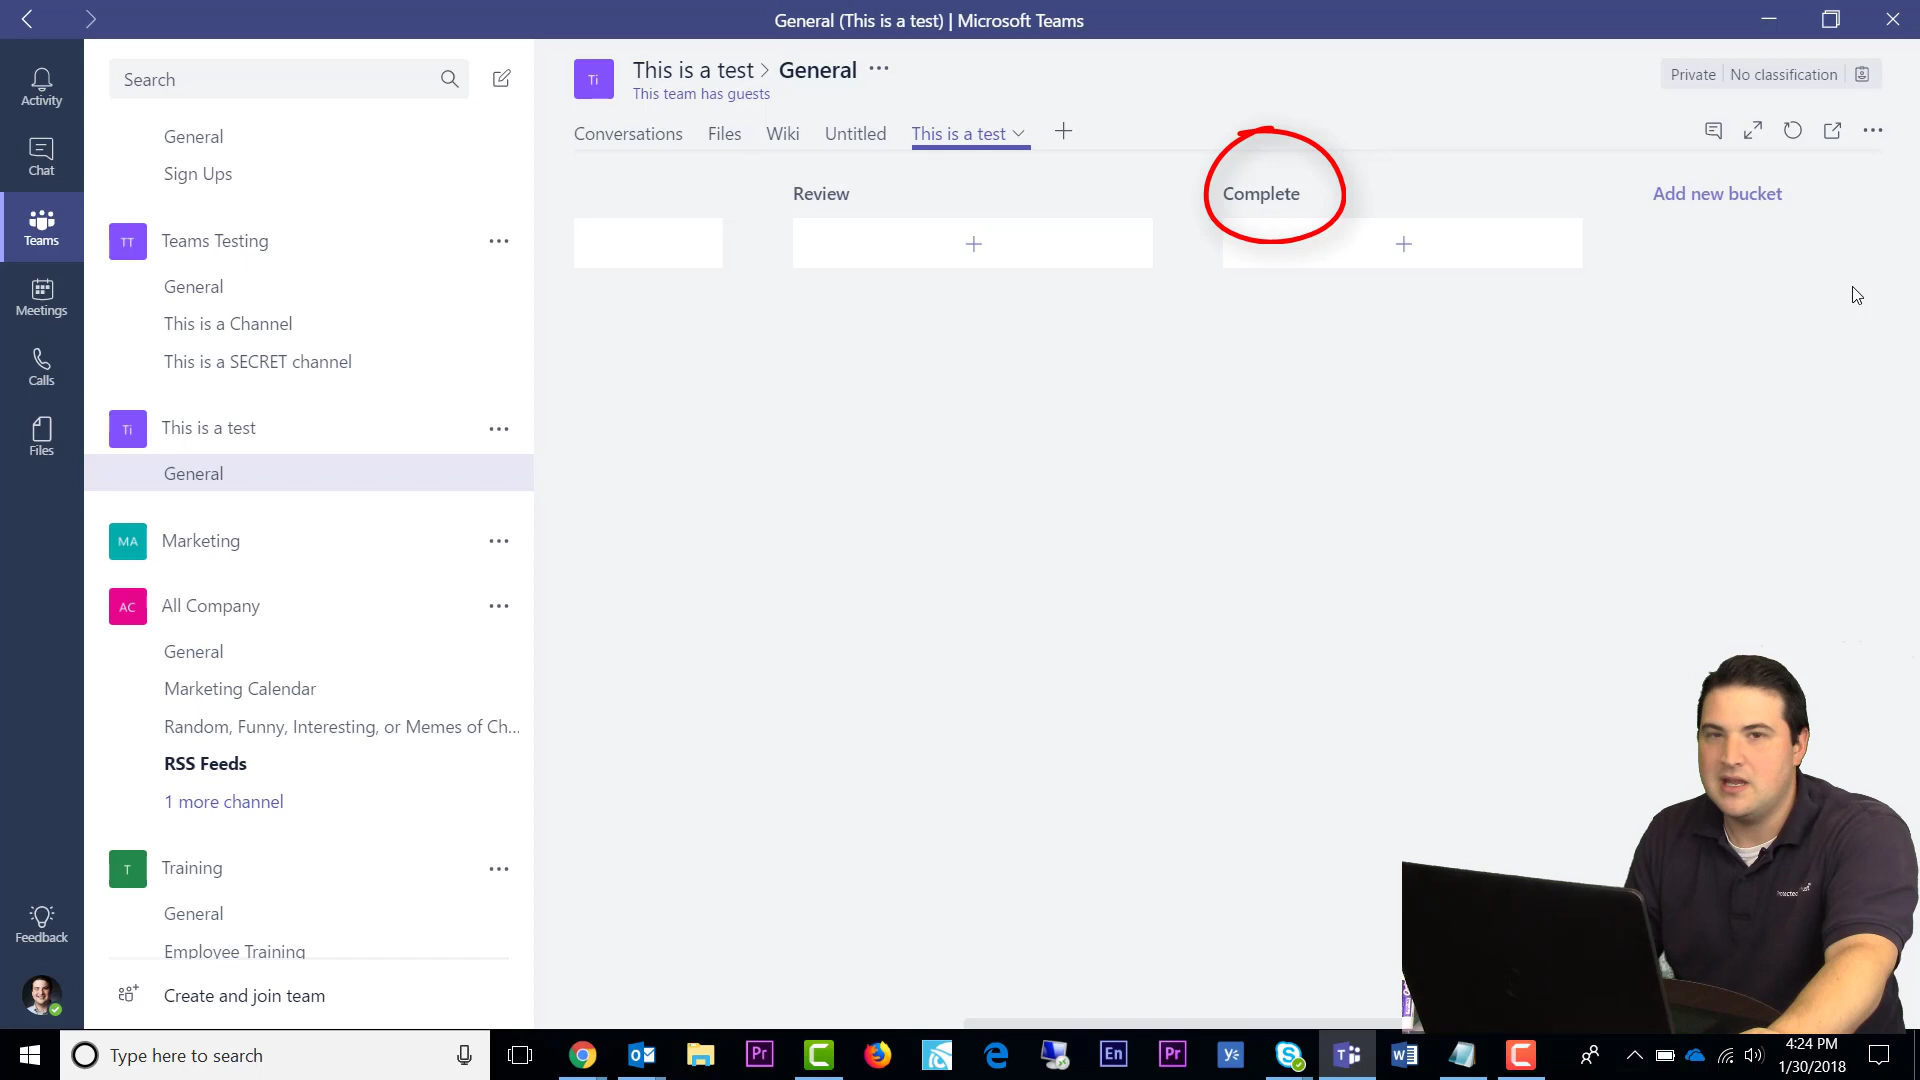 General (This is a test) | Microsoft Teams
Activity
Chat
Teams
Meetings
Calls
Files
Feedback
Search
General
Sign Ups
TT Teams Testing
General
This is a Channel
This is a SECRET channel
Ti This is a test
General
MA Marketing
AC All Company
General
Marketing Calendar
Random, Funny, Interesting, or Memes of Ch...
RSS Feeds
1 more channel
T Training
General
Employee Training
Create and join team
Ti This is a test > General
This team has guests
Private No classification
Conversations Files Wiki Untitled This is a test
Review Complete Add new bucket
Protected Trust
Type here to search
Pr En Pr
4:24 PM
1/30/2018